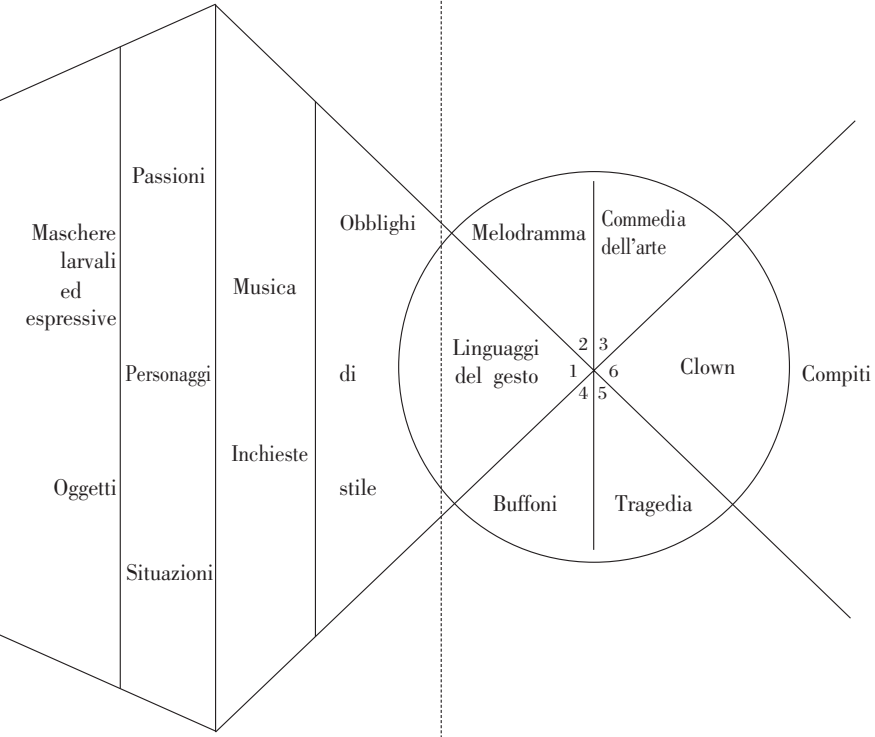 Maschere
larvali
ed
espressive
Oggetti
Passioni
Personaggi
Situazioni
Musica
Inchieste
Obblighi
di
stile
Melodramma
Commedia
dell'arte
Linguaggi
del gesto
2 3
1 6
4 5
Clown
Buffoni
Tragedia
Compiti